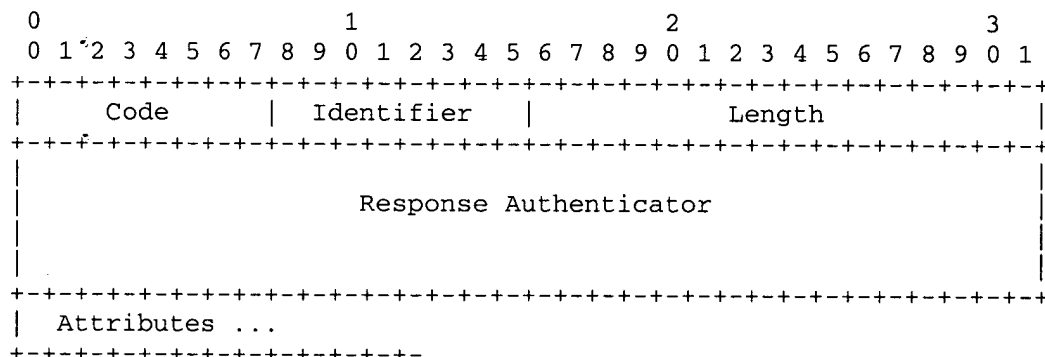 0                   1                   2                   3
 0 1 2 3 4 5 6 7 8 9 0 1 2 3 4 5 6 7 8 9 0 1 2 3 4 5 6 7 8 9 0 1
+-+-+-+-+-+-+-+-+-+-+-+-+-+-+-+-+-+-+-+-+-+-+-+-+-+-+-+-+-+-+-+-+
|     Code      |  Identifier   |            Length             |
+-+-+-+-+-+-+-+-+-+-+-+-+-+-+-+-+-+-+-+-+-+-+-+-+-+-+-+-+-+-+-+-+
|                                                               |
|                     Response Authenticator                    |
|                                                               |
|                                                               |
+-+-+-+-+-+-+-+-+-+-+-+-+-+-+-+-+-+-+-+-+-+-+-+-+-+-+-+-+-+-+-+-+
|  Attributes ...
+-+-+-+-+-+-+-+-+-+-+-+-+-